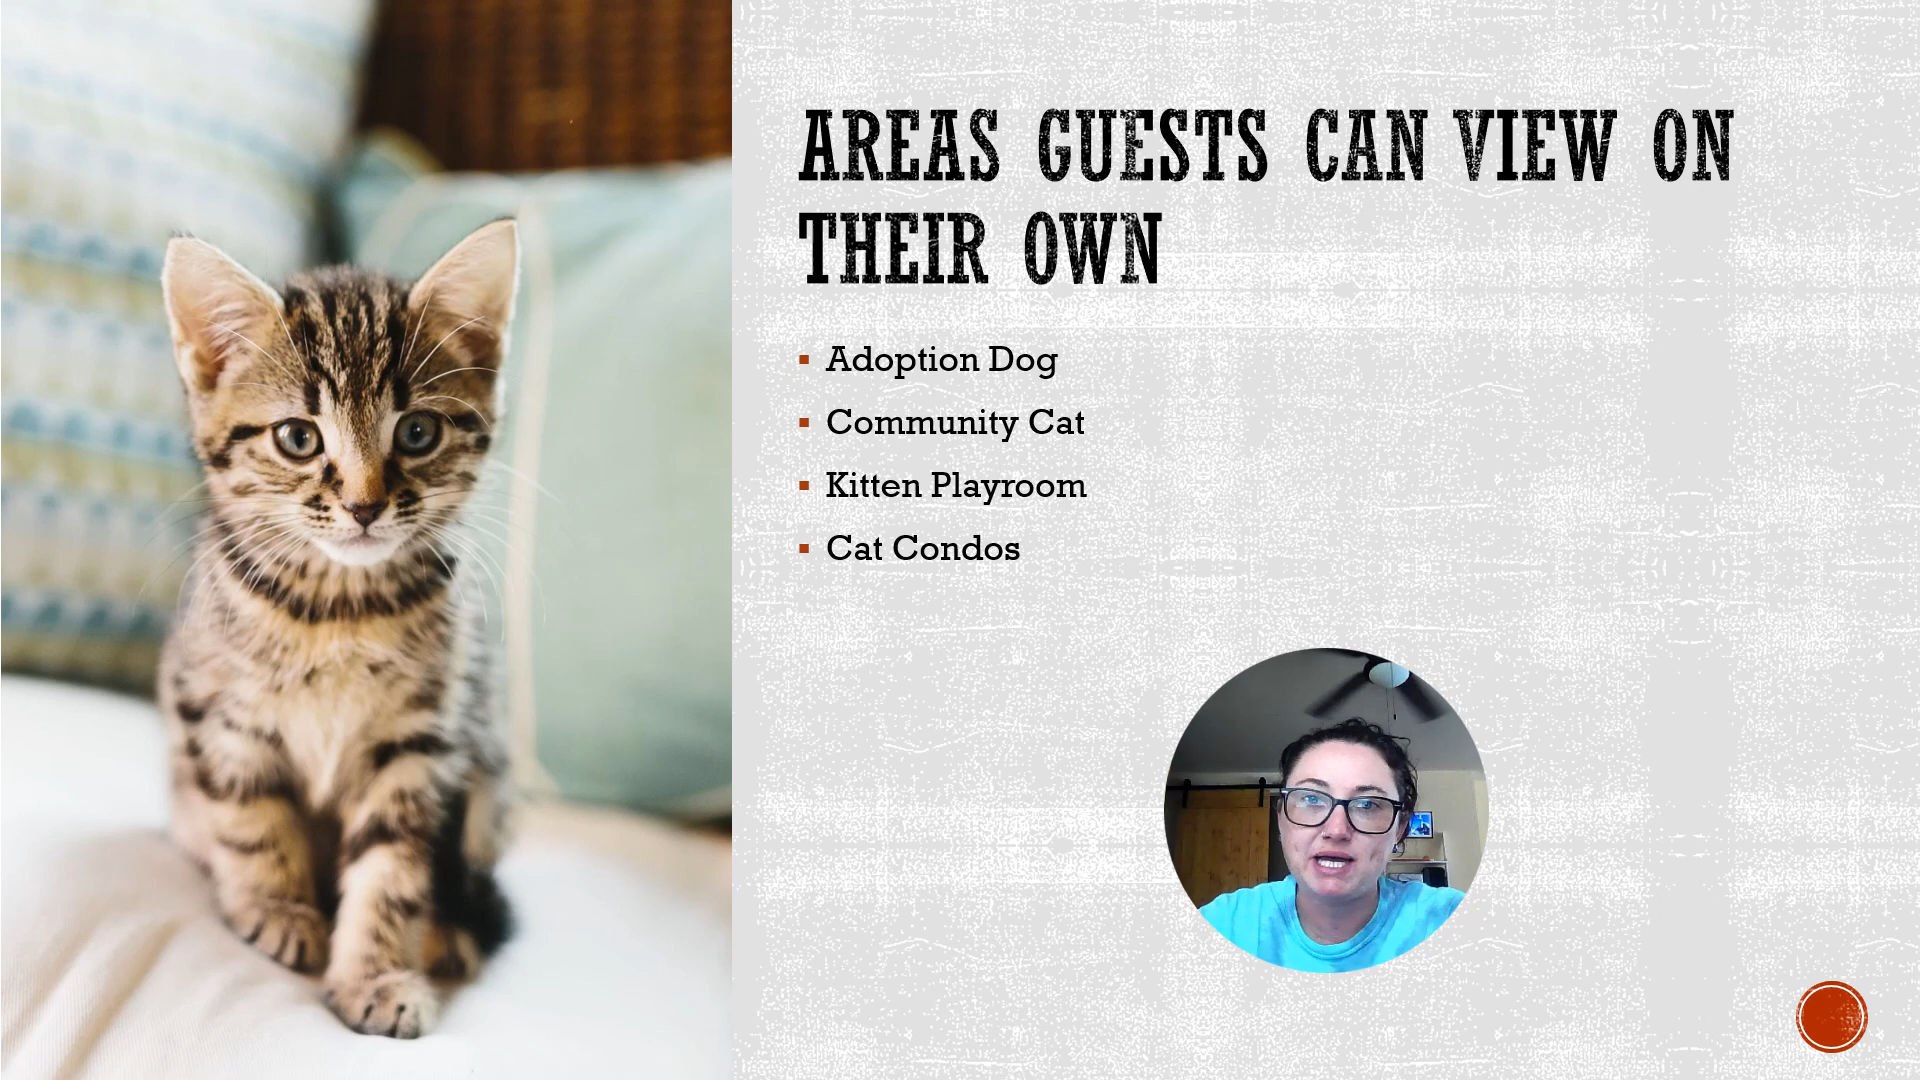 AREAS GUESTS CAN VIEW ON
THEIR OWN
Adoption Dog
Community Cat
Kitten Playroom
Cat Condos